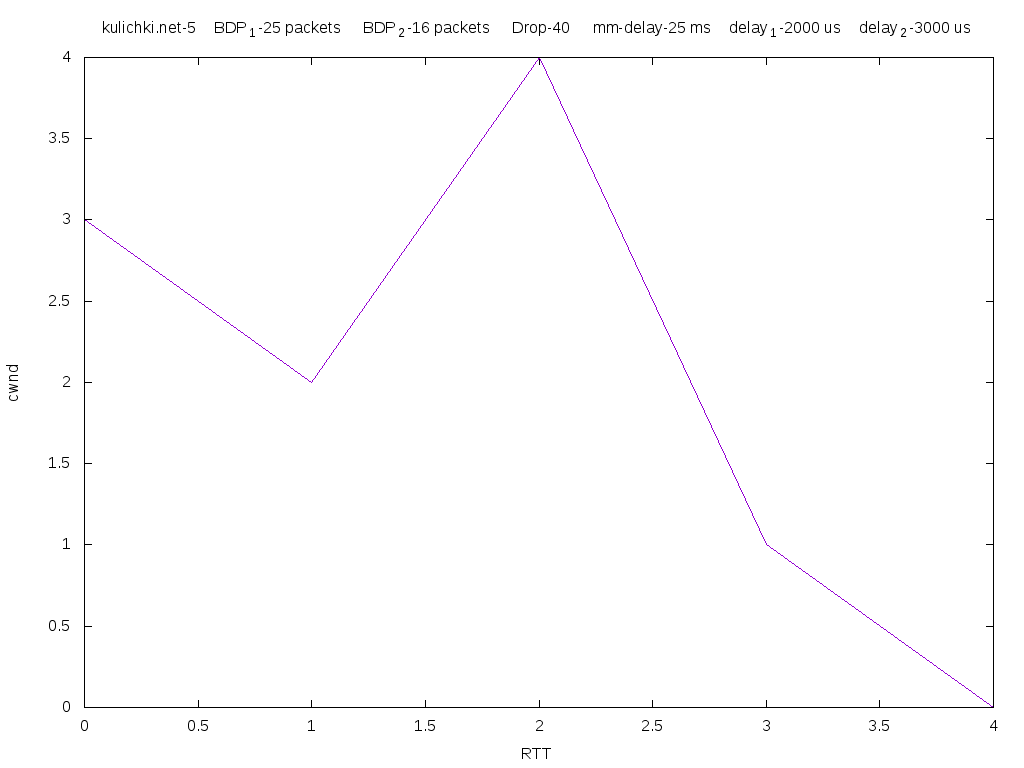 kulichki.net-5 BDP1-25 packets BDP2-16 packets Drop-40 mm-delay-25 ms delay1-2000 us delay2-3000 us
4
3.5
3
2.5
2
1.5
1
0.5
0
cwnd
0 0.5 1 1.5 2 2.5 3 3.5 4
RTT